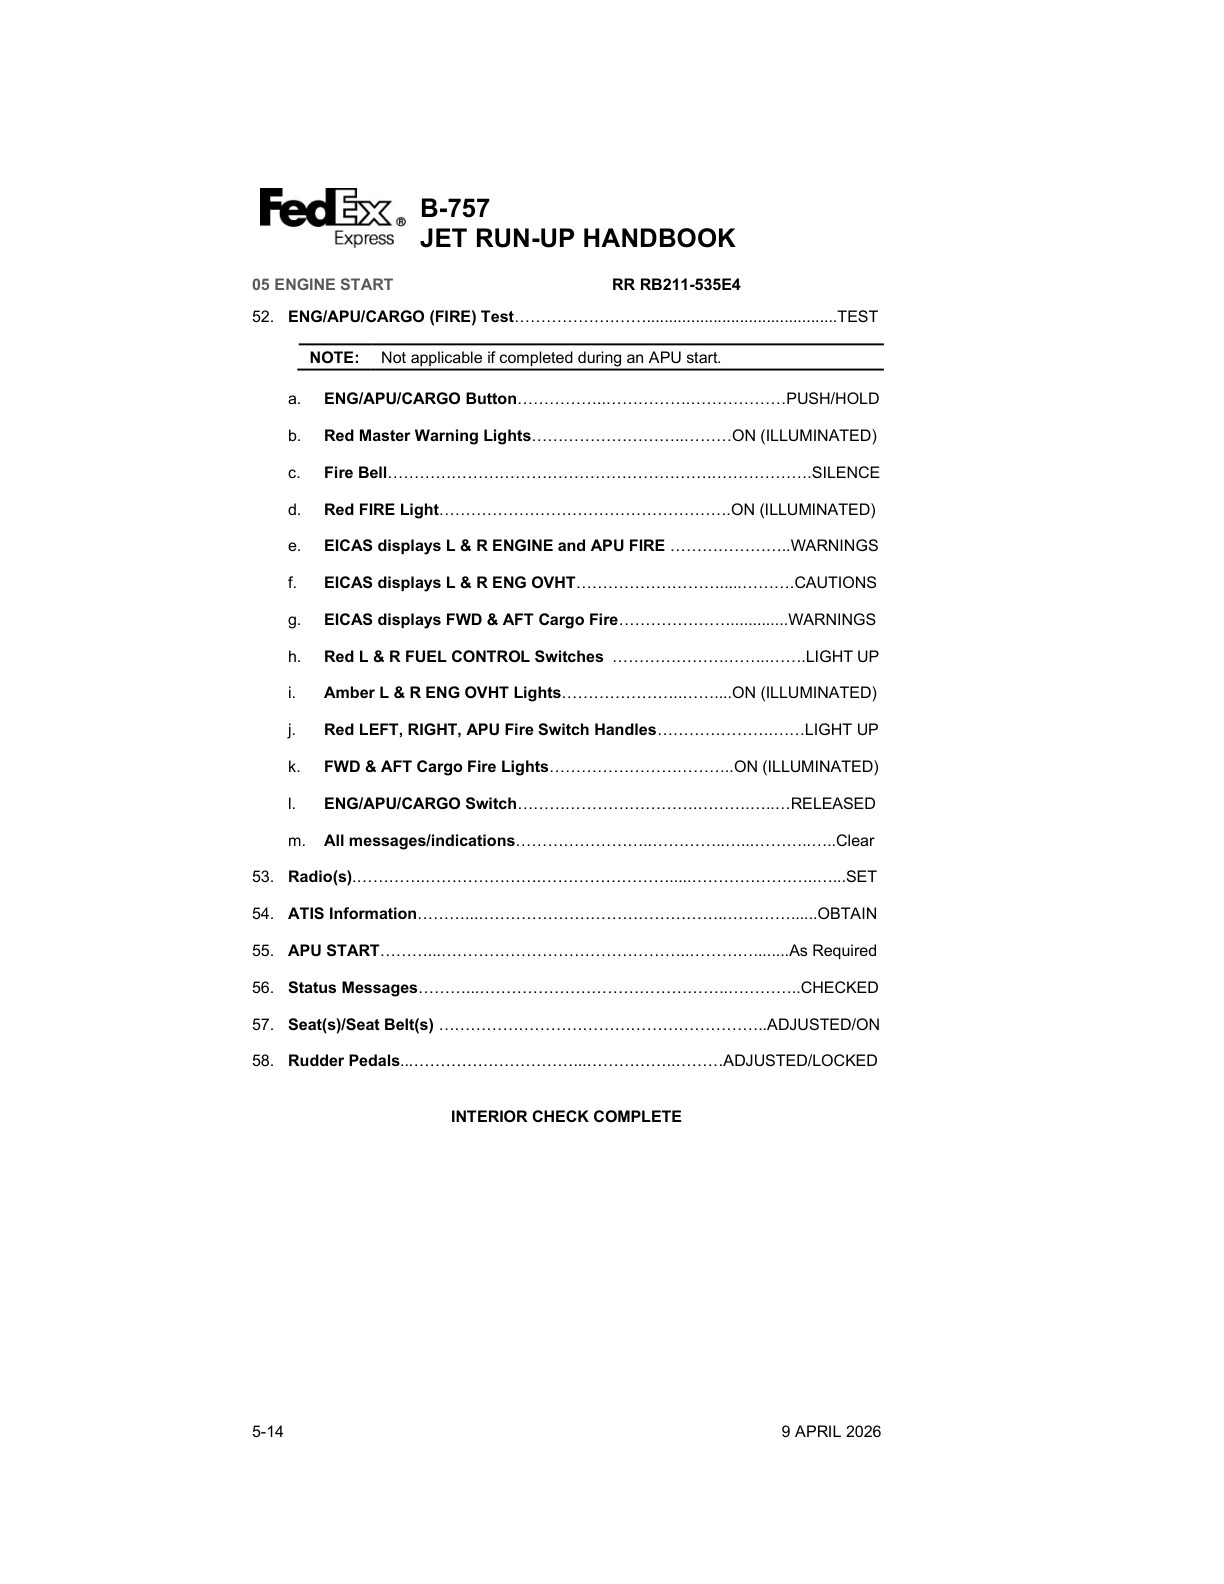 FedEx® B-757
Express JET RUN-UP HANDBOOK
05 ENGINE START RR RB211-535E4
52. ENG/APU/CARGO (FIRE) Test……………………...........................................TEST
NOTE: Not applicable if completed during an APU start.
a. ENG/APU/CARGO Button……………..…………….………………PUSH/HOLD
b. Red Master Warning Lights………………………..………ON (ILLUMINATED)
c. Fire Bell…………………………………………………….……………….SILENCE
d. Red FIRE Light……………………………………………….ON (ILLUMINATED)
e. EICAS displays L & R ENGINE and APU FIRE …………………..WARNINGS
f. EICAS displays L & R ENG OVHT………………………....……….CAUTIONS
g. EICAS displays FWD & AFT Cargo Fire………………….............WARNINGS
h. Red L & R FUEL CONTROL Switches ………………….……...…….LIGHT UP
i. Amber L & R ENG OVHT Lights…………………..……....ON (ILLUMINATED)
j. Red LEFT, RIGHT, APU Fire Switch Handles………………….……LIGHT UP
k. FWD & AFT Cargo Fire Lights……………………………..ON (ILLUMINATED)
l. ENG/APU/CARGO Switch…………………………………….…..…RELEASED
m. All messages/indications……………………..…………..…...………..…..Clear
53. Radio(s)…………..………………….…………………….....…………………..…...SET
54. ATIS Information………...……………………………………..…………......OBTAIN
55. APU START………...………………………………………..………….......As Required
56. Status Messages………...……………………………………….…………..CHECKED
57. Seat(s)/Seat Belt(s) ……………………………………………………..ADJUSTED/ON
58. Rudder Pedals...…………………………...……………..………ADJUSTED/LOCKED
INTERIOR CHECK COMPLETE
5-14 9 APRIL 2026